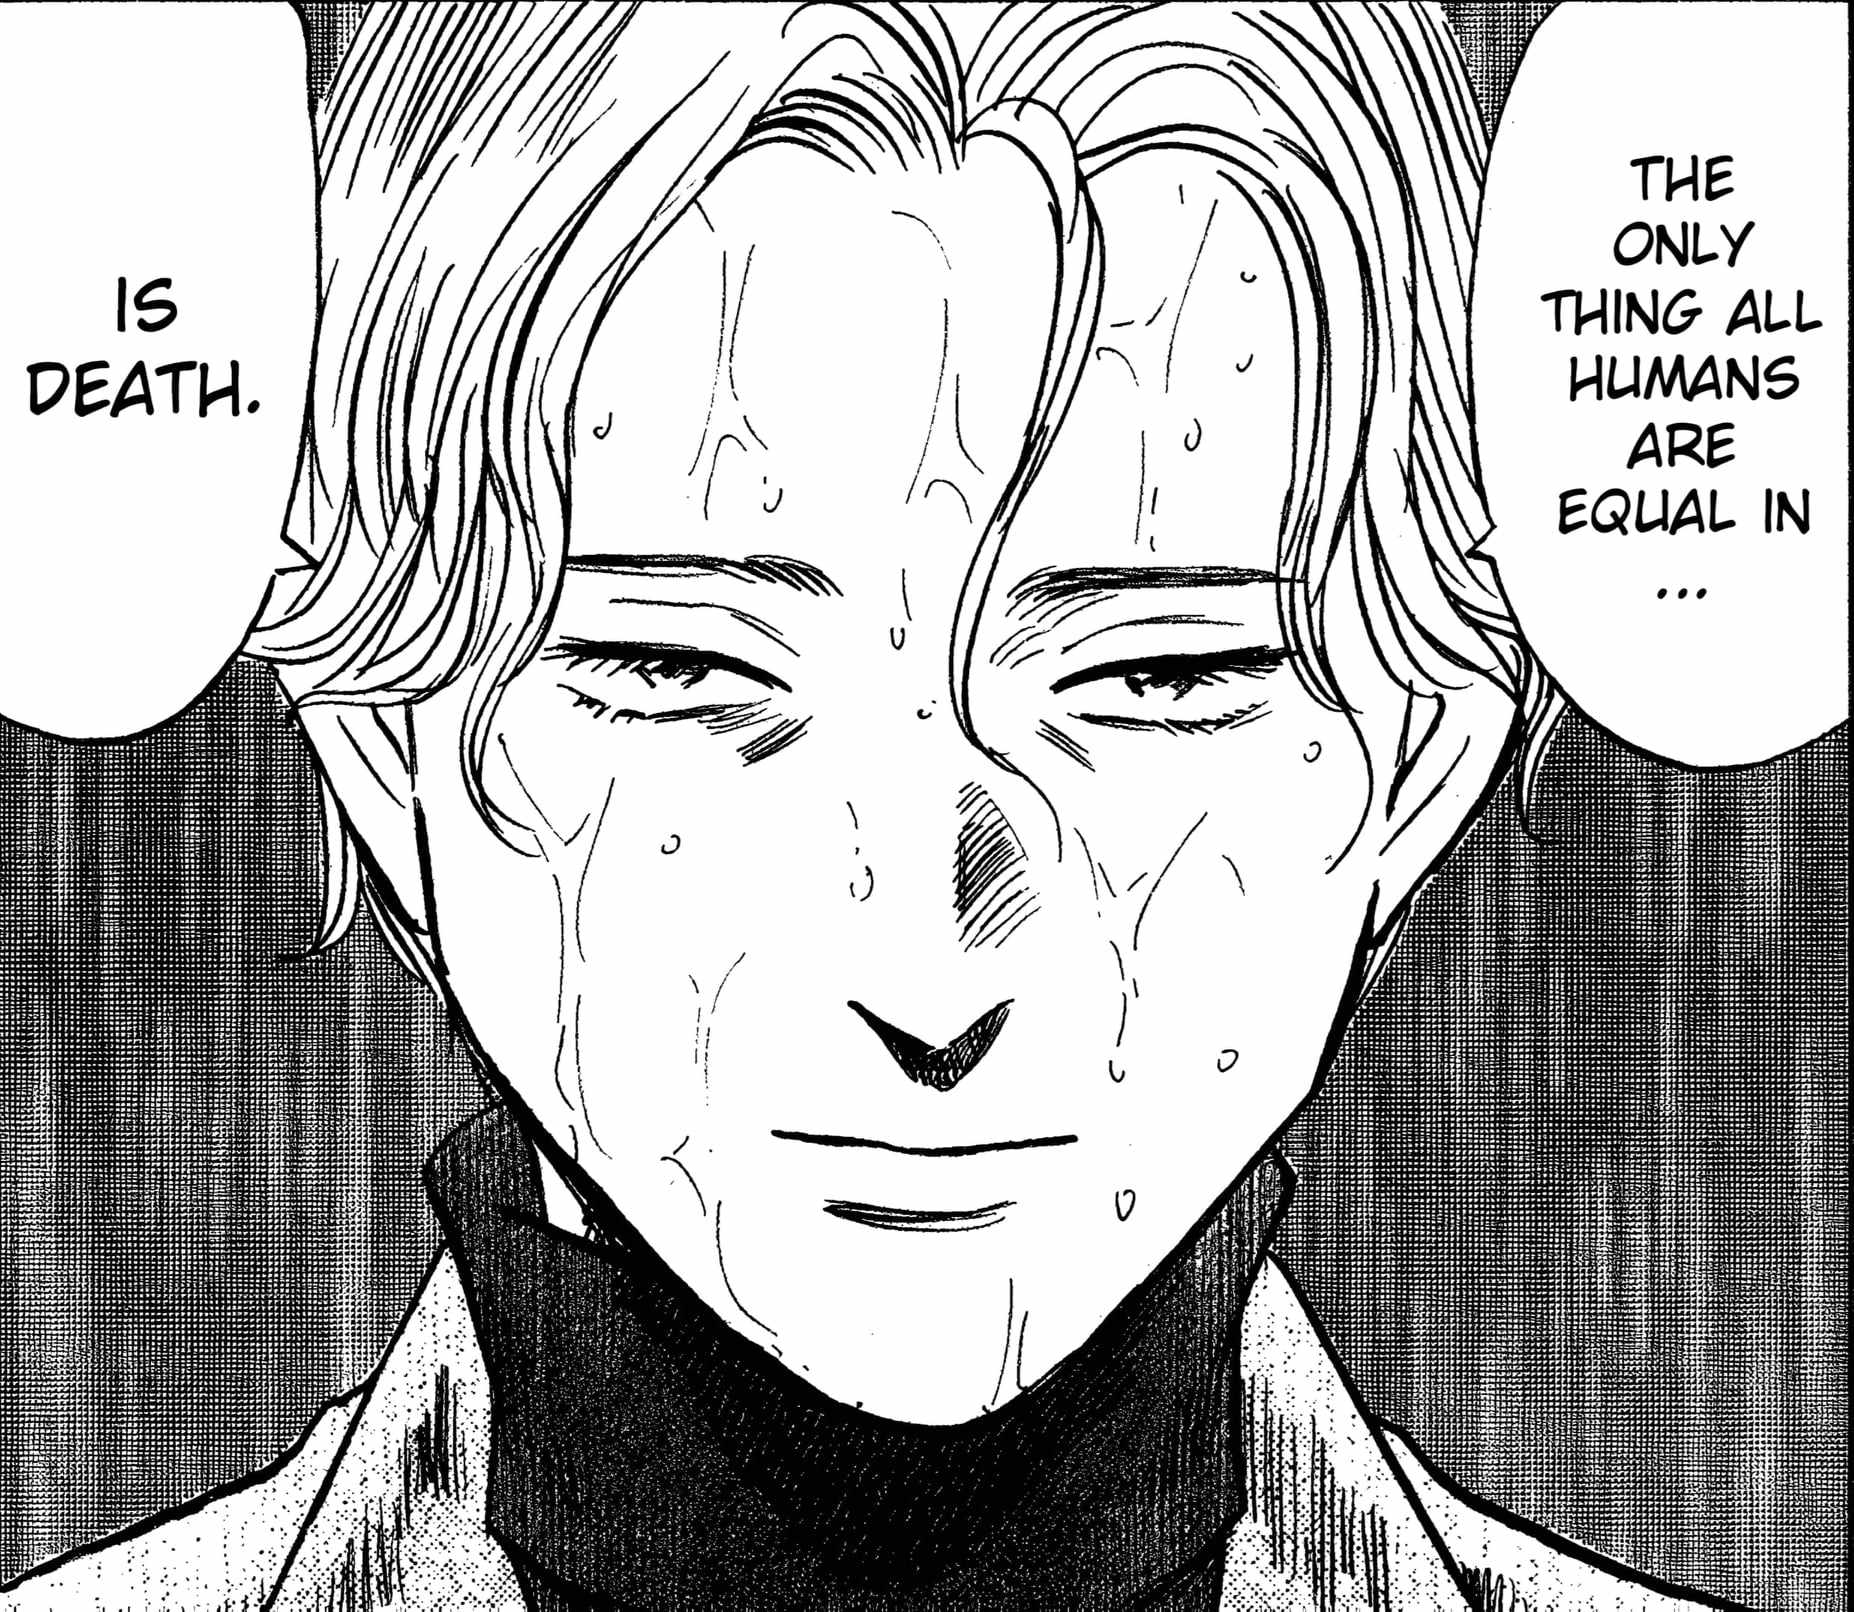 THE
ONLY
THING ALL
HUMANS
ARE
EQUAL IN
...
IS
DEATH.